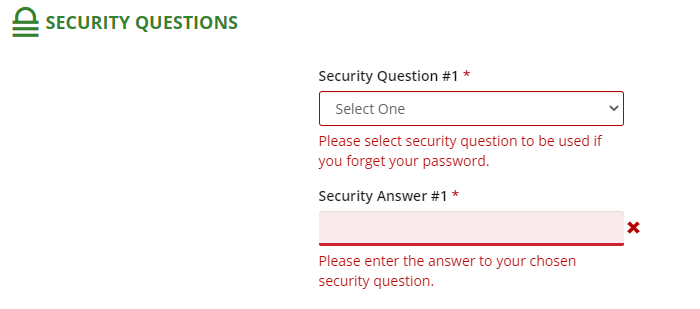 SECURITY QUESTIONS
Security Question #1 *
Select One
Please select security question to be used if
you forget your password.
Security Answer #1 *
Please enter the answer to your chosen
security question.